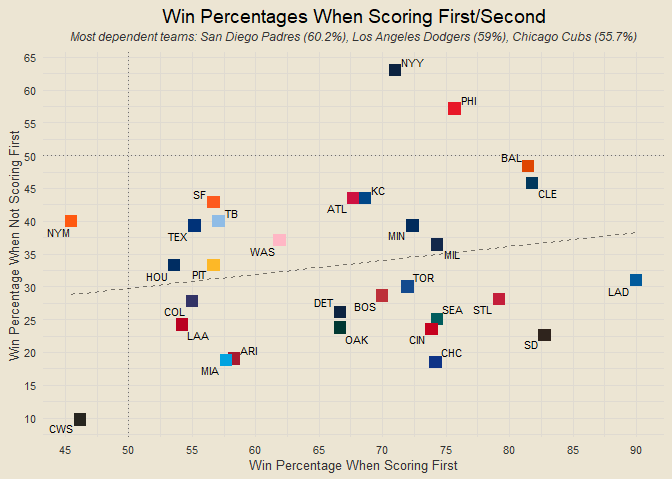 Win Percentages When Scoring First/Second
Most dependent teams: San Diego Padres (60.2%), Los Angeles Dodgers (59%), Chicago Cubs (55.7%)
Win Percentage When Not Scoring First
65
60
55
50
45
40
35
30
25
20
15
10
NYY
PHI
BAL
CLE
SF
KC
ATL
TB
NYM
TEX
MIN
WAS
MIL
HOU
PIT
TOR
LAD
COL
DET
BOS
SEA
STL
LAA
OAK
CIN
SD
ARI
CHC
MIA
CWS
45
50
55
60
65
70
75
80
85
90
Win Percentage When Scoring First